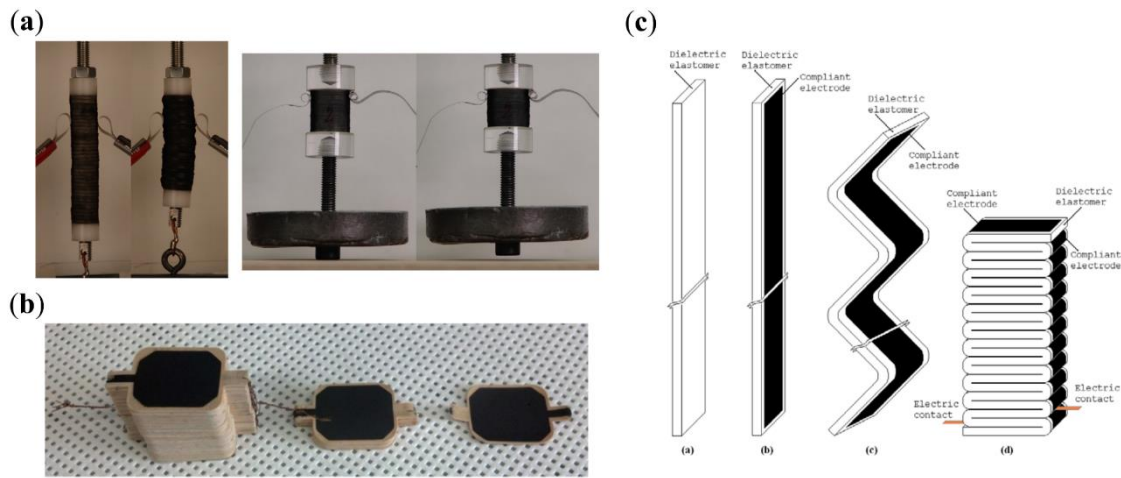 (a)
(b)
(c)
Dielectric
elastomer
(a)
Dielectric
elastomer
Compliant
electrode
(b)
Dielectric
elastomer
Compliant
electrode
(c)
Compliant
electrode
Dielectric
elastomer
Compliant
electrode
Electric
contact
Electric
contact
(d)